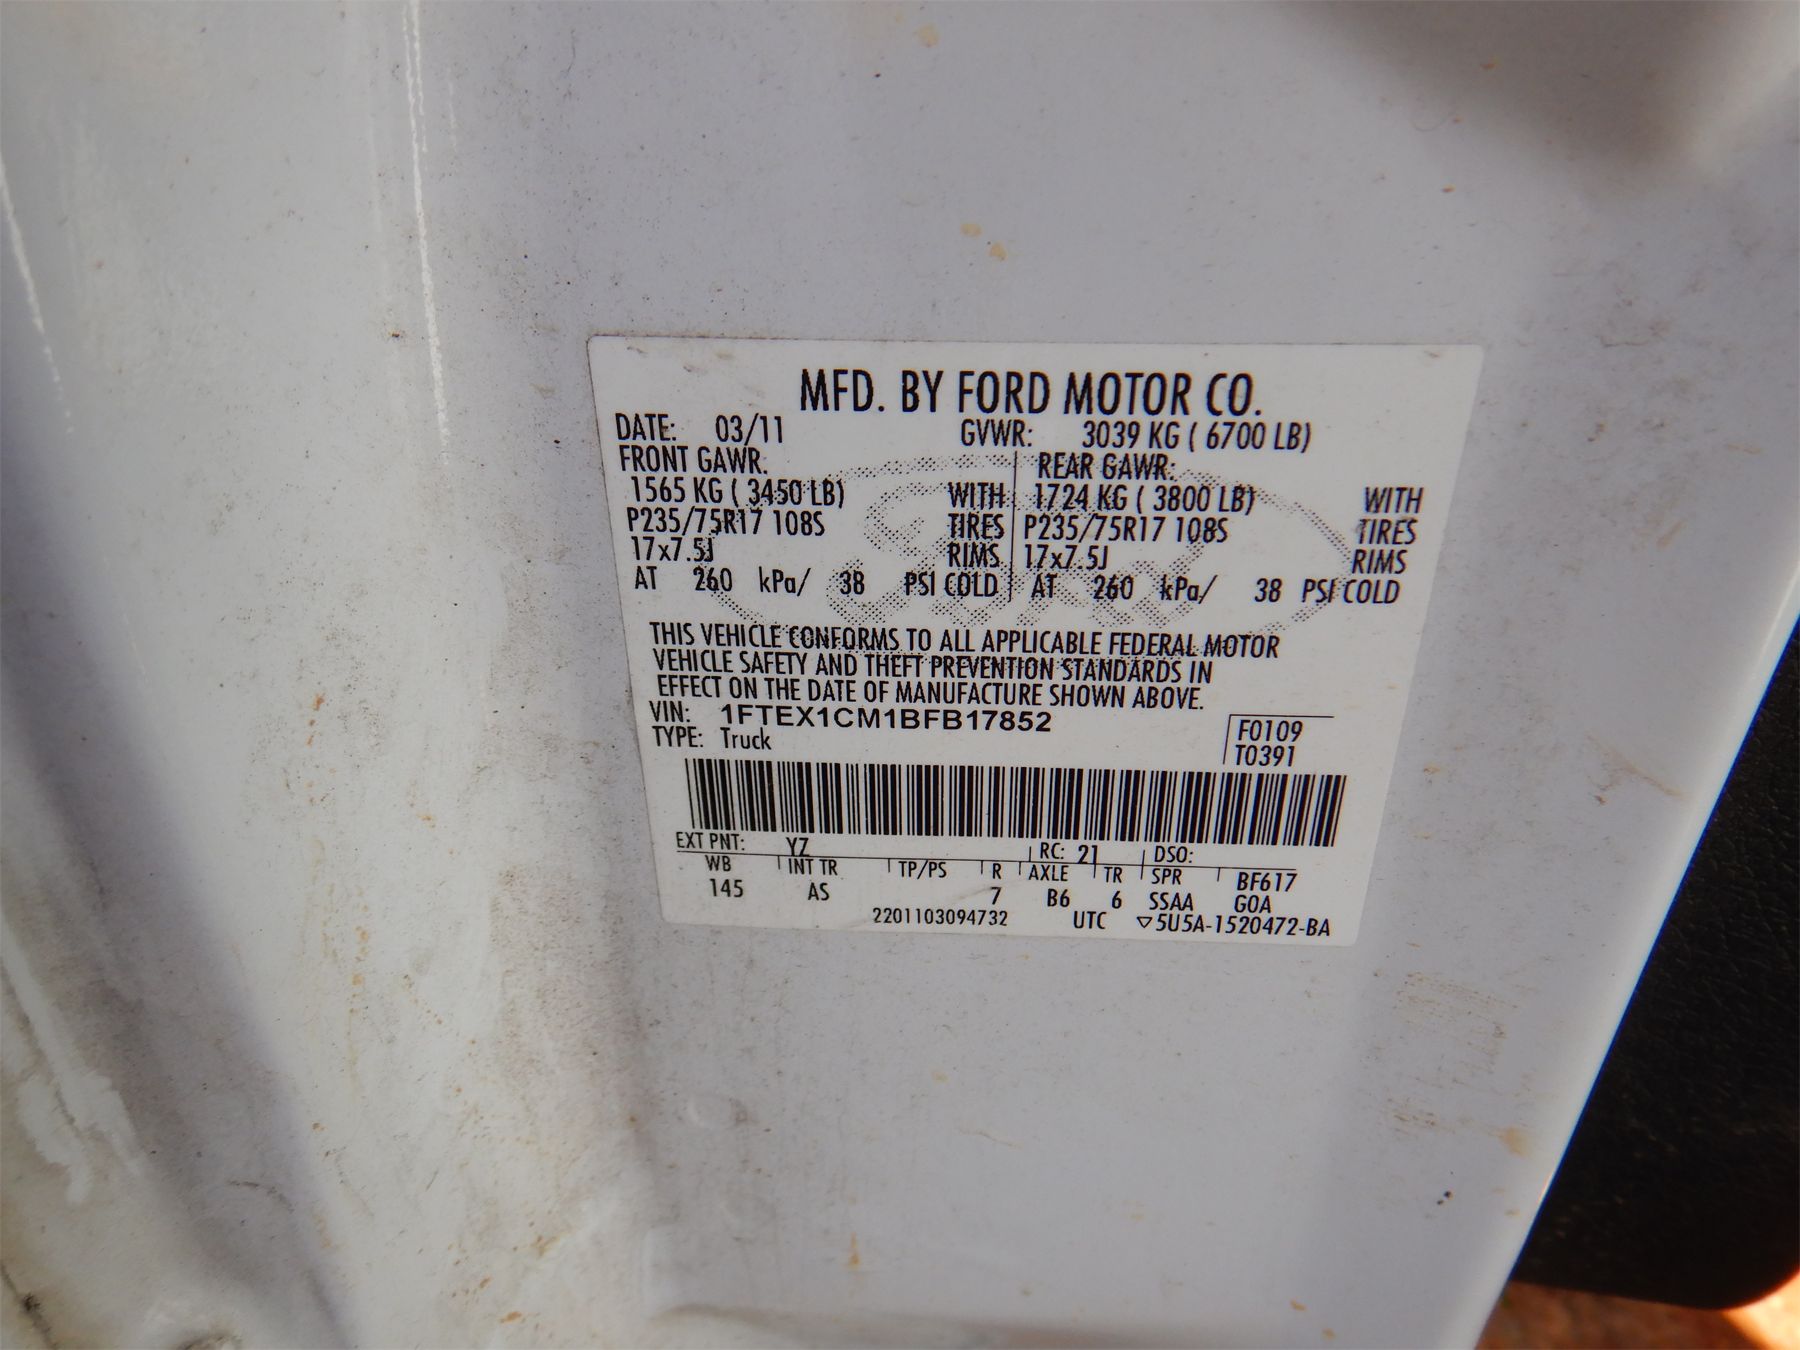 MFD. BY FORD MOTOR CO.
DATE: 03/11 GVWR: 3039 KG ( 6700 LB)
FRONT GAWR: REAR GAWR:
1565 KG ( 3450 LB) WITH 1724 KG ( 3800 LB) WITH
P235/75R17 108S TIRES P235/75R17 108S TIRES
17x7.5J RIMS 17x7.5J RIMS
AT 260 kPa/ 38 PSI COLD AT 260 kPa/ 38 PSI COLD
THIS VEHICLE CONFORMS TO ALL APPLICABLE FEDERAL MOTOR
VEHICLE SAFETY AND THEFT PREVENTION STANDARDS IN
EFFECT ON THE DATE OF MANUFACTURE SHOWN ABOVE.
VIN: 1FTEX1CM1BFB17852 F0109
TYPE: Truck T0391
EXT PNT: YZ RC: 21 DSO:
WB INT TR TP/PS R AXLE TR SPR BF617
145 AS 7 B6 6 SSAA GOA
2201103094732 UTC ▽5U5A-1520472-BA
Ford